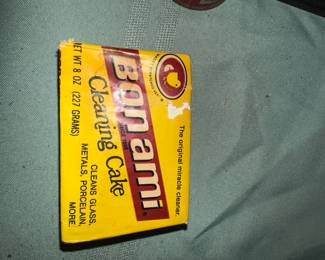 The original miracle cleaner.
Bon ami.
Cleaning Cake
CLEANS GLASS,
METALS, PORCELAIN,
MORE.
NET WT 8 OZ (227 GRAMS)